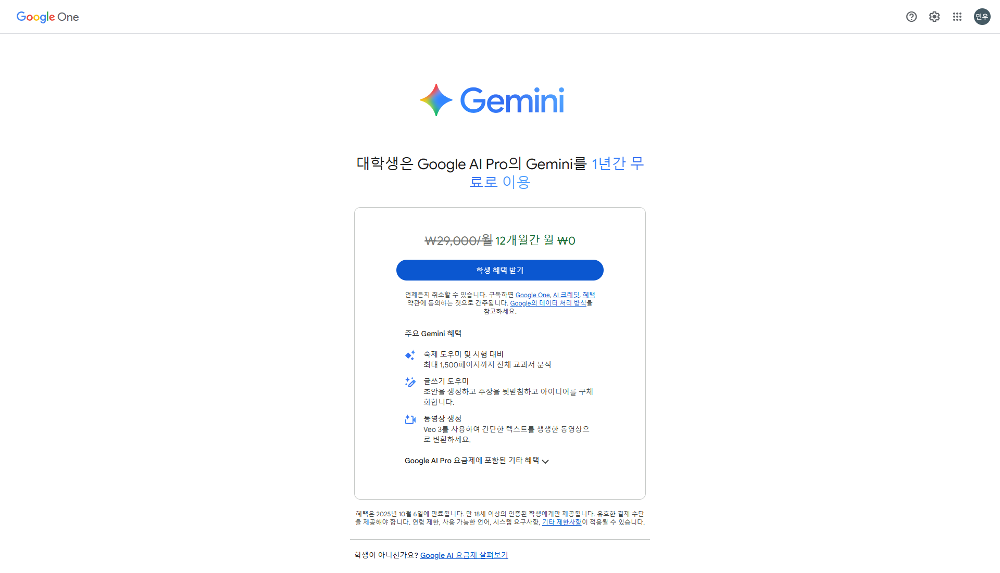 Google One
민우
Gemini
대학생은 Google AI Pro의 Gemini를 1년간 무
료로 이용
₩29,000/월 12개월간 월 ₩0
학생 혜택 받기
언제든지 취소할 수 있습니다. 구독하면 Google One, AI 크레딧, 혜택
약관에 동의하는 것으로 간주됩니다. Google의 데이터 처리 방식을
참고하세요.
주요 Gemini 혜택
숙제 도우미 및 시험 대비
최대 1,500페이지까지 전체 교과서 분석
글쓰기 도우미
초안을 생성하고 주장을 뒷받침하고 아이디어를 구체
화합니다.
동영상 생성
Veo 3를 사용하여 간단한 텍스트를 생생한 동영상으
로 변환하세요.
Google AI Pro 요금제에 포함된 기타 혜택
혜택은 2025년 10월 6일에 만료됩니다. 만 18세 이상의 인증된 학생에게만 제공됩니다. 유효한 결제 수단
을 제공해야 합니다. 연령 제한, 사용 가능한 언어, 시스템 요구사항, 기타 제한사항이 적용될 수 있습니다.
학생이 아니신가요? Google AI 요금제 살펴보기